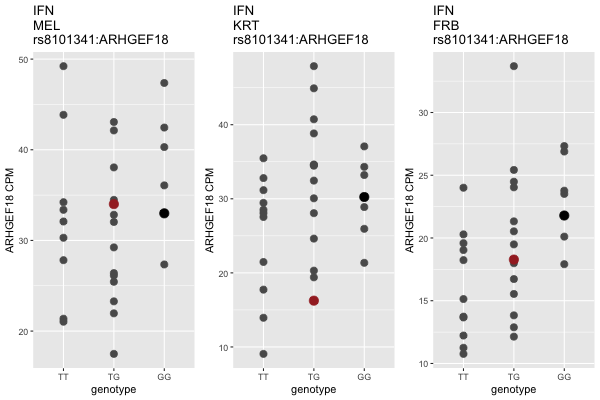 IFN
MEL
rs8101341:ARHGEF18
ARHGEF18 CPM
50
40
30
20
TT
TG
GG
genotype
IFN
KRT
rs8101341:ARHGEF18
ARHGEF18 CPM
40
30
20
10
TT
TG
GG
genotype
IFN
FRB
rs8101341:ARHGEF18
ARHGEF18 CPM
30
25
20
15
10
TT
TG
GG
genotype